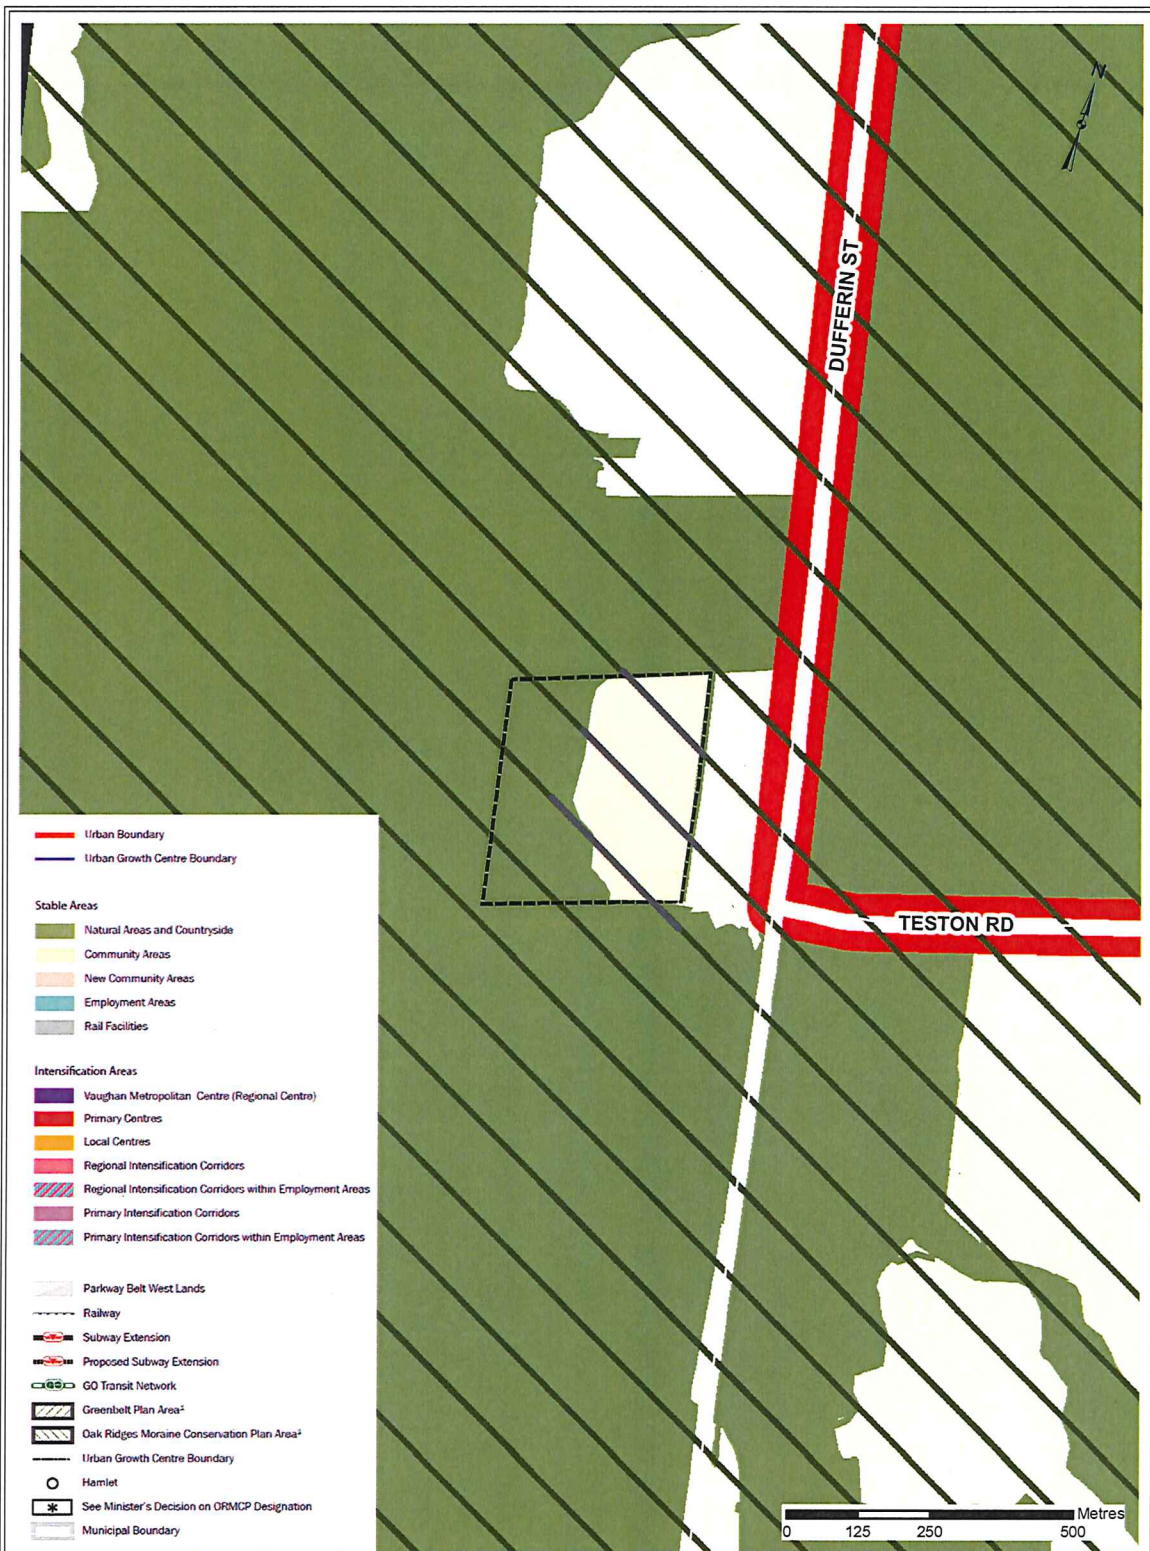 N
DUFFERIN ST
TESTON RD
Urban Boundary
Urban Growth Centre Boundary
Stable Areas
Natural Areas and Countryside
Community Areas
New Community Areas
Employment Areas
Rail Facilities
Intensification Areas
Vaughan Metropolitan Centre (Regional Centre)
Primary Centres
Local Centres
Regional Intensification Corridors
Regional Intensification Corridors within Employment Areas
Primary Intensification Corridors
Primary Intensification Corridors within Employment Areas
Parkway Belt West Lands
Railway
Subway Extension
Proposed Subway Extension
GO Transit Network
Greenbelt Plan Area
Oak Ridges Moraine Conservation Plan Area
Urban Growth Centre Boundary
Hamlet
See Minister's Decision on ORMCP Designation
Municipal Boundary
Metres
0 125 250 500